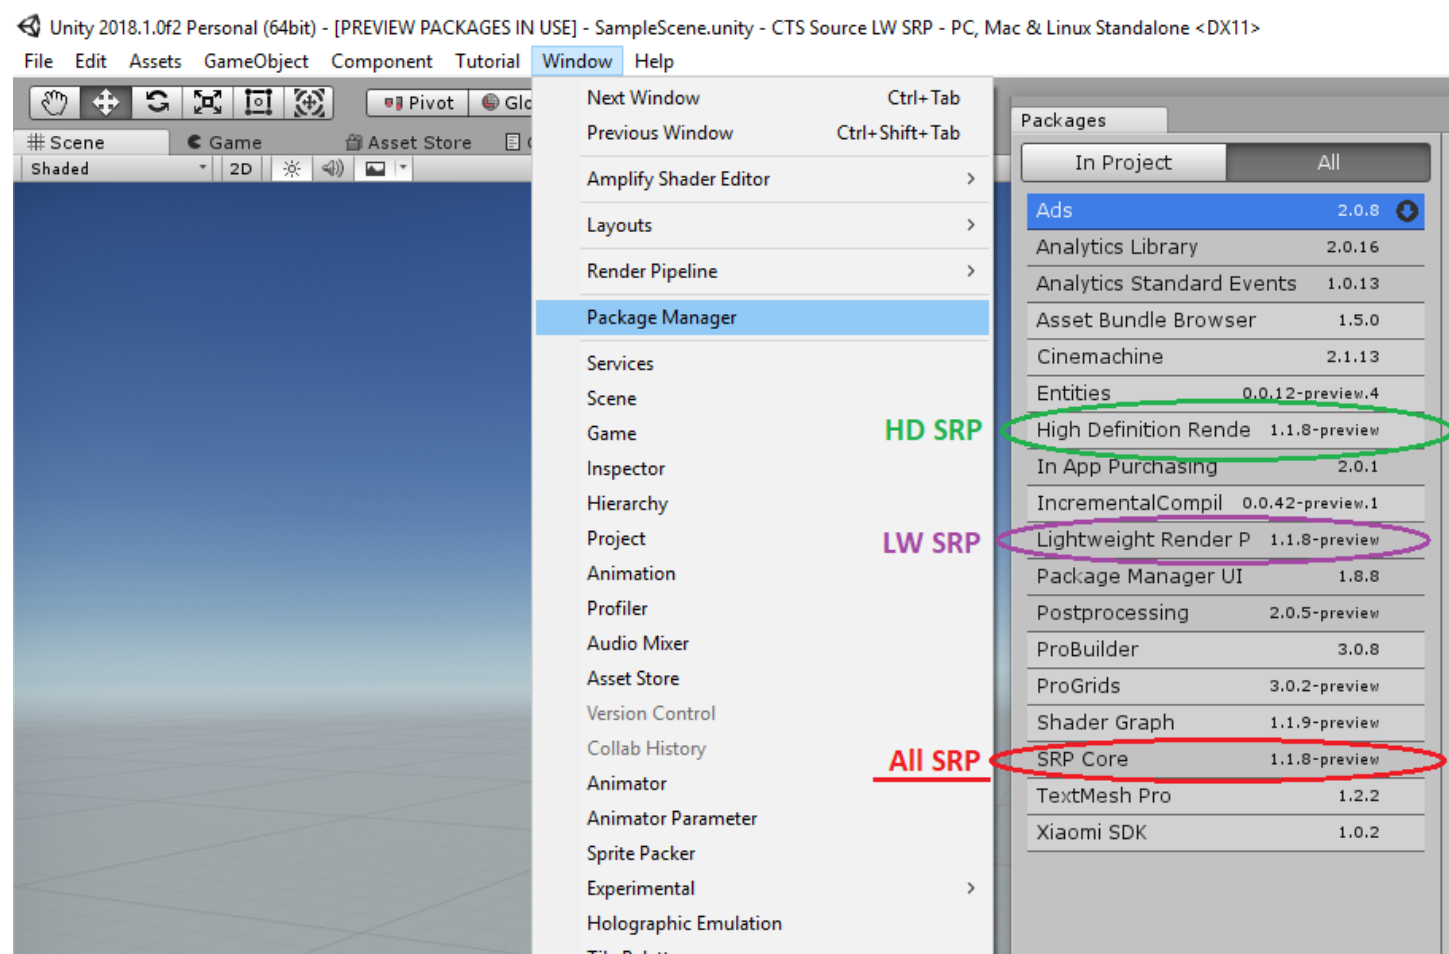 Unity 2018.1.0f2 Personal (64bit) - [PREVIEW PACKAGES IN USE] - SampleScene.unity - CTS Source LW SRP - PC, Mac & Linux Standalone <DX11>
File Edit Assets GameObject Component Tutorial Window Help
Pivot Glo
Scene Game Asset Store
Shaded 2D
Next Window Ctrl+Tab
Previous Window Ctrl+Shift+Tab
Amplify Shader Editor
Layouts
Render Pipeline
Package Manager
Services
Scene
Game
Inspector
Hierarchy
Project
Animation
Profiler
Audio Mixer
Asset Store
Version Control
Collab History
Animator
Animator Parameter
Sprite Packer
Experimental
Holographic Emulation
HD SRP
LW SRP
All SRP
Packages
In Project All
Ads 2.0.8
Analytics Library 2.0.16
Analytics Standard Events 1.0.13
Asset Bundle Browser 1.5.0
Cinemachine 2.1.13
Entities 0.0.12-preview.4
High Definition Rende 1.1.8-preview
In App Purchasing 2.0.1
IncrementalCompil 0.0.42-preview.1
Lightweight Render P 1.1.8-preview
Package Manager UI 1.8.8
Postprocessing 2.0.5-preview
ProBuilder 3.0.8
ProGrids 3.0.2-preview
Shader Graph 1.1.9-preview
SRP Core 1.1.8-preview
TextMesh Pro 1.2.2
Xiaomi SDK 1.0.2